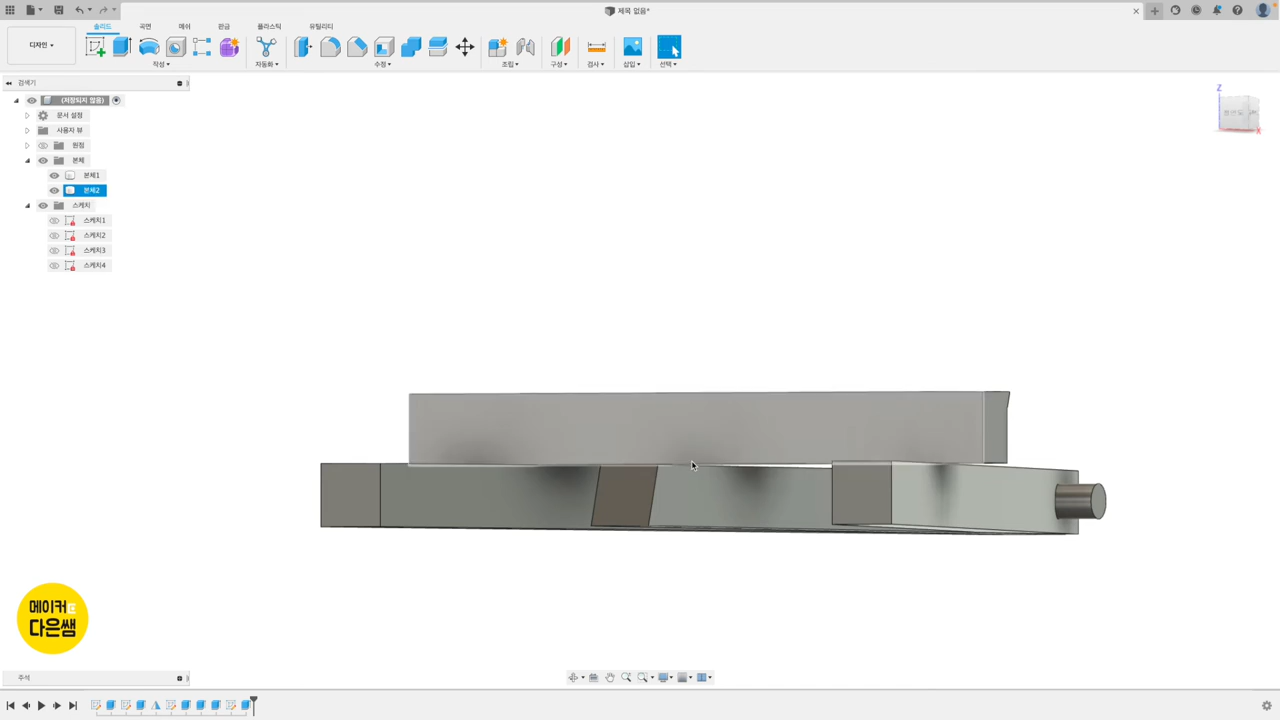 제목 없음*
디자인▾
솔리드
곡면
메쉬
판금
플라스틱
유틸리티
작성▾
자동화▾
수정▾
조립▾
구성▾
검사▾
삽입▾
선택▾
검색기
(저장되지 않음)
문서 설정
사용자 뷰
원점
본체
본체1
본체2
스케치
스케치1
스케치2
스케치3
스케치4
Z
X
메이커
다은쌤
주석